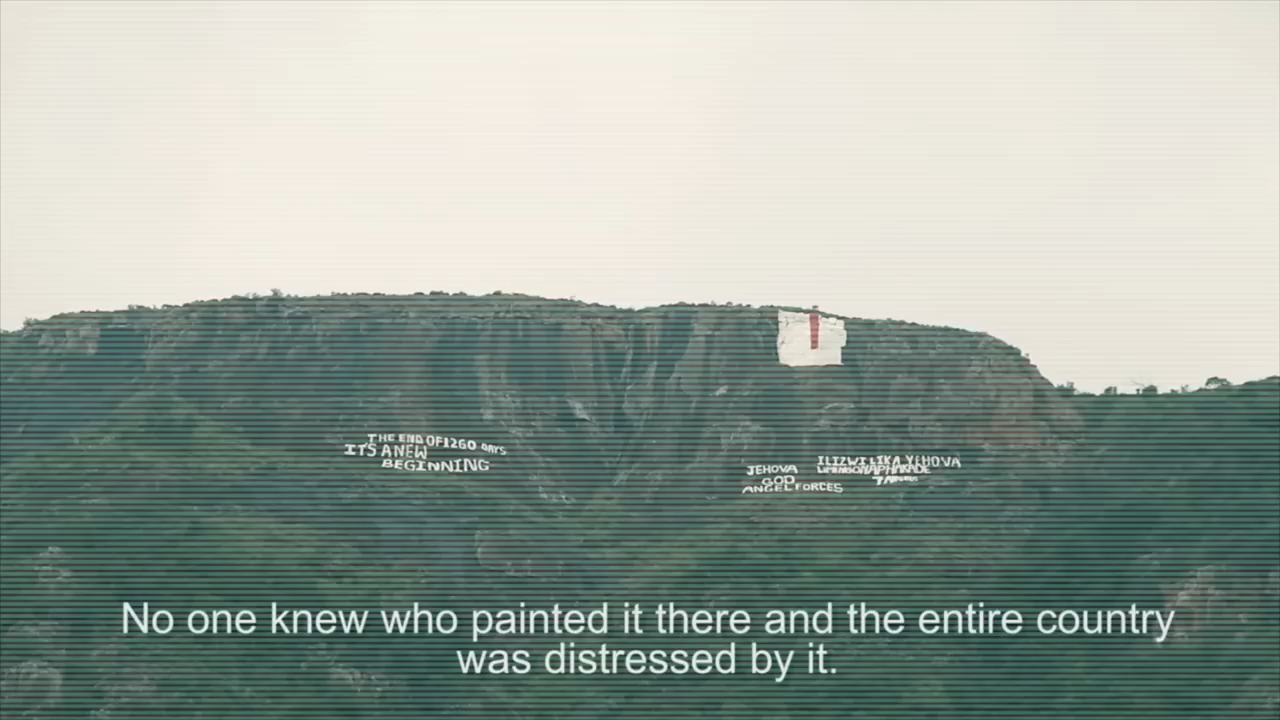 THE END OF 1260 DAYS
ITS A NEW
BEGINNING
ILIZWI LIKA YEHOVA
JEHOVA
GOD
ANGEL FORCES
No one knew who painted it there and the entire country
was distressed by it.